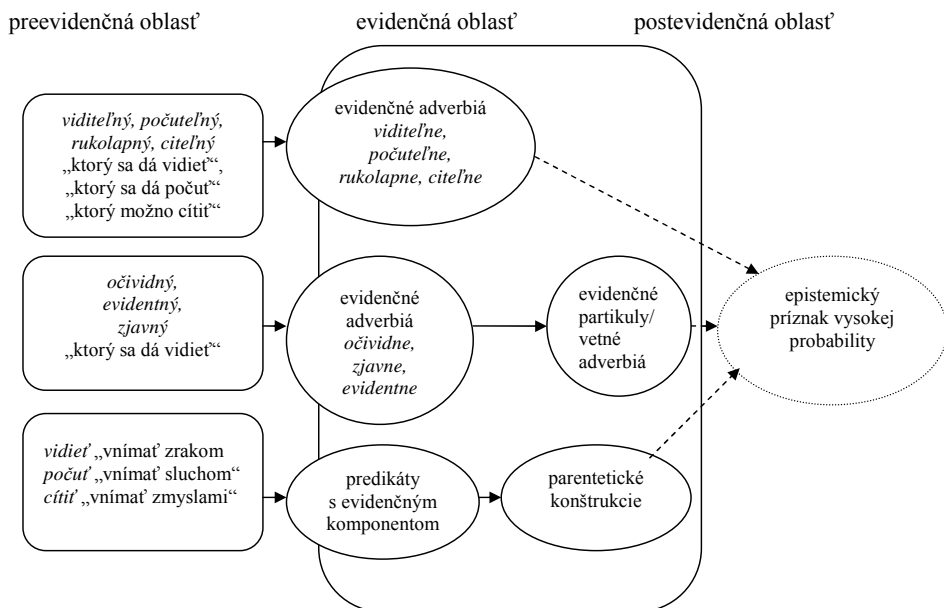 preevidenčná oblasť
evidenčná oblasť
postevidenčná oblasť
viditeľný, počuteľný,
rukolapný, citeľný
„ktorý sa dá vidieť“,
„ktorý sa dá počuť“
„ktorý možno cítiť“
evidenčné adverbiá
viditeľne,
počuteľne,
rukolapne, citeľne
očividný,
evidentný,
zjavný
„ktorý sa dá vidieť“
evidenčné
adverbiá
očividne,
zjavne,
evidentne
evidenčné
partikuly/
vetné
adverbiá
epistemický
príznak vysokej
probability
vidieť „vnímať zrakom
počuť „vnímať sluchom“
cítiť „vnímať zmyslami“
predikáty
s evidenčným
komponentom
parentetické
konštrukcie